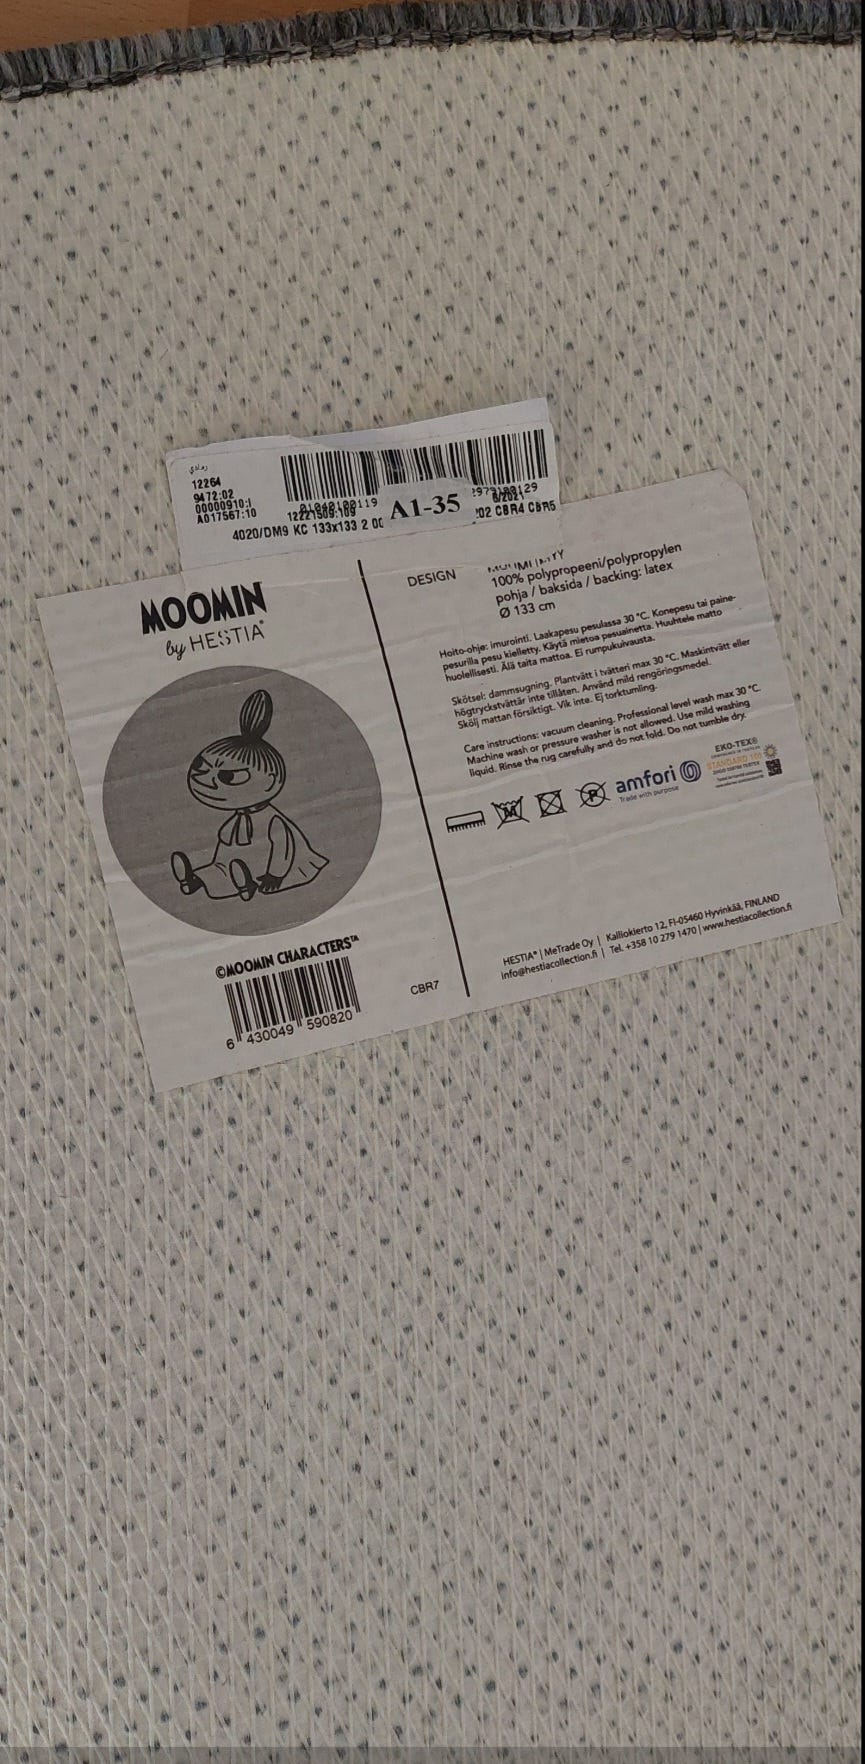 رمادي
12264
9472:02
00000910:I
A017567:10
A1-35
4020/DM9 KC 133x133 2
CBR4 CBR5
MOOMIN
by HESTIA®
DESIGN
100% polypropeeni/polypropylen
pohja / baksida / backing: latex
Ø 133 cm
Hoito-ohje: imurointi. Laakapesu pesulassa 30 °C. Konepesu tai paine-
pesurilla pesu kielletty. Käytä mietoa pesuainetta. Huuhtele matto
huolellisesti. Älä taita mattoa. Ei rumpukuivausta.
Skötsel: dammsugning. Plantvätt i tvätteri max 30 °C. Maskintvätt eller
högtryckstvättär inte tillåten. Använd mild rengöringsmedel.
Skölj mattan försiktigt. Vik inte. Ej torktumling.
Care instructions: vacuum cleaning. Professional level wash max 30 °C.
Machine wash or pressure washer is not allowed. Use mild washing
liquid. Rinse the rug carefully and do not fold. Do not tumble dry.
M
P
amfori
Trade with purpose
EKO-TEX®
STANDARD 100
©MOOMIN CHARACTERS™
6 430049 590820
CBR7
HESTIA® | MeTrade Oy | Kalliokierto 12, FI-05460 Hyvinkää, FINLAND
info@hestiacollection.fi | Tel. +358 10 279 1470 | www.hestiacollection.fi